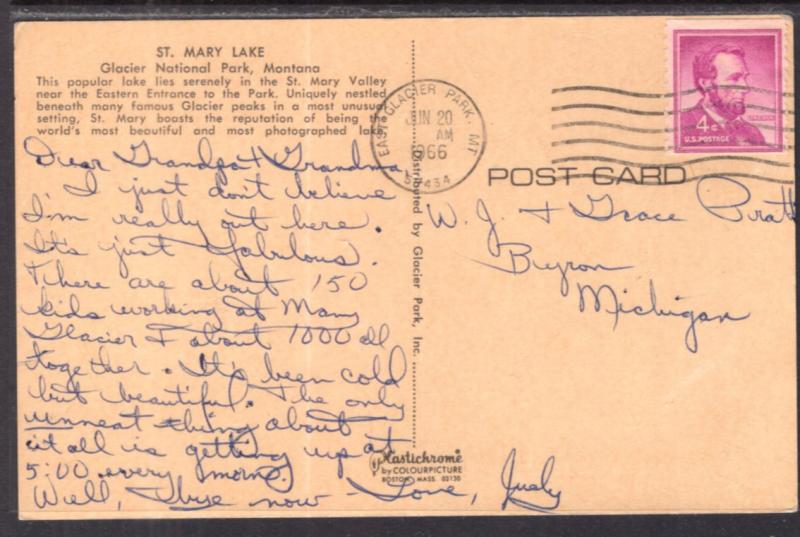 ST. MARY LAKE
Glacier National Park, Montana
This popular lake lies serenely in the St. Mary Valley
near the Eastern Entrance to the Park. Uniquely nestled
beneath many famous Glacier peaks in a most unusual
setting, St. Mary boasts the reputation of being the
world's most beautiful and most photographed lake.
Dear Grandpa & Grandma,
I just don't believe
I'm really out here.
It's just fabulous.
There are about 150
kids working at Many
Glacier & about 1000 all
together. It's been cold
but beautiful. The only
unneat thing about
it all is getting up at
5:00 every morn.
Well, bye now - Love, Judy
Distributed by Glacier Park, Inc.
Plastichrome
by COLOURPICTURE
BOSTON, MASS. 02130
EAST GLACIER PARK, MT
JUN 20
AM
1966
59434
4¢
U.S. POSTAGE
LINCOLN
POST CARD
W. J. & Grace Pratt
Byron
Michigan